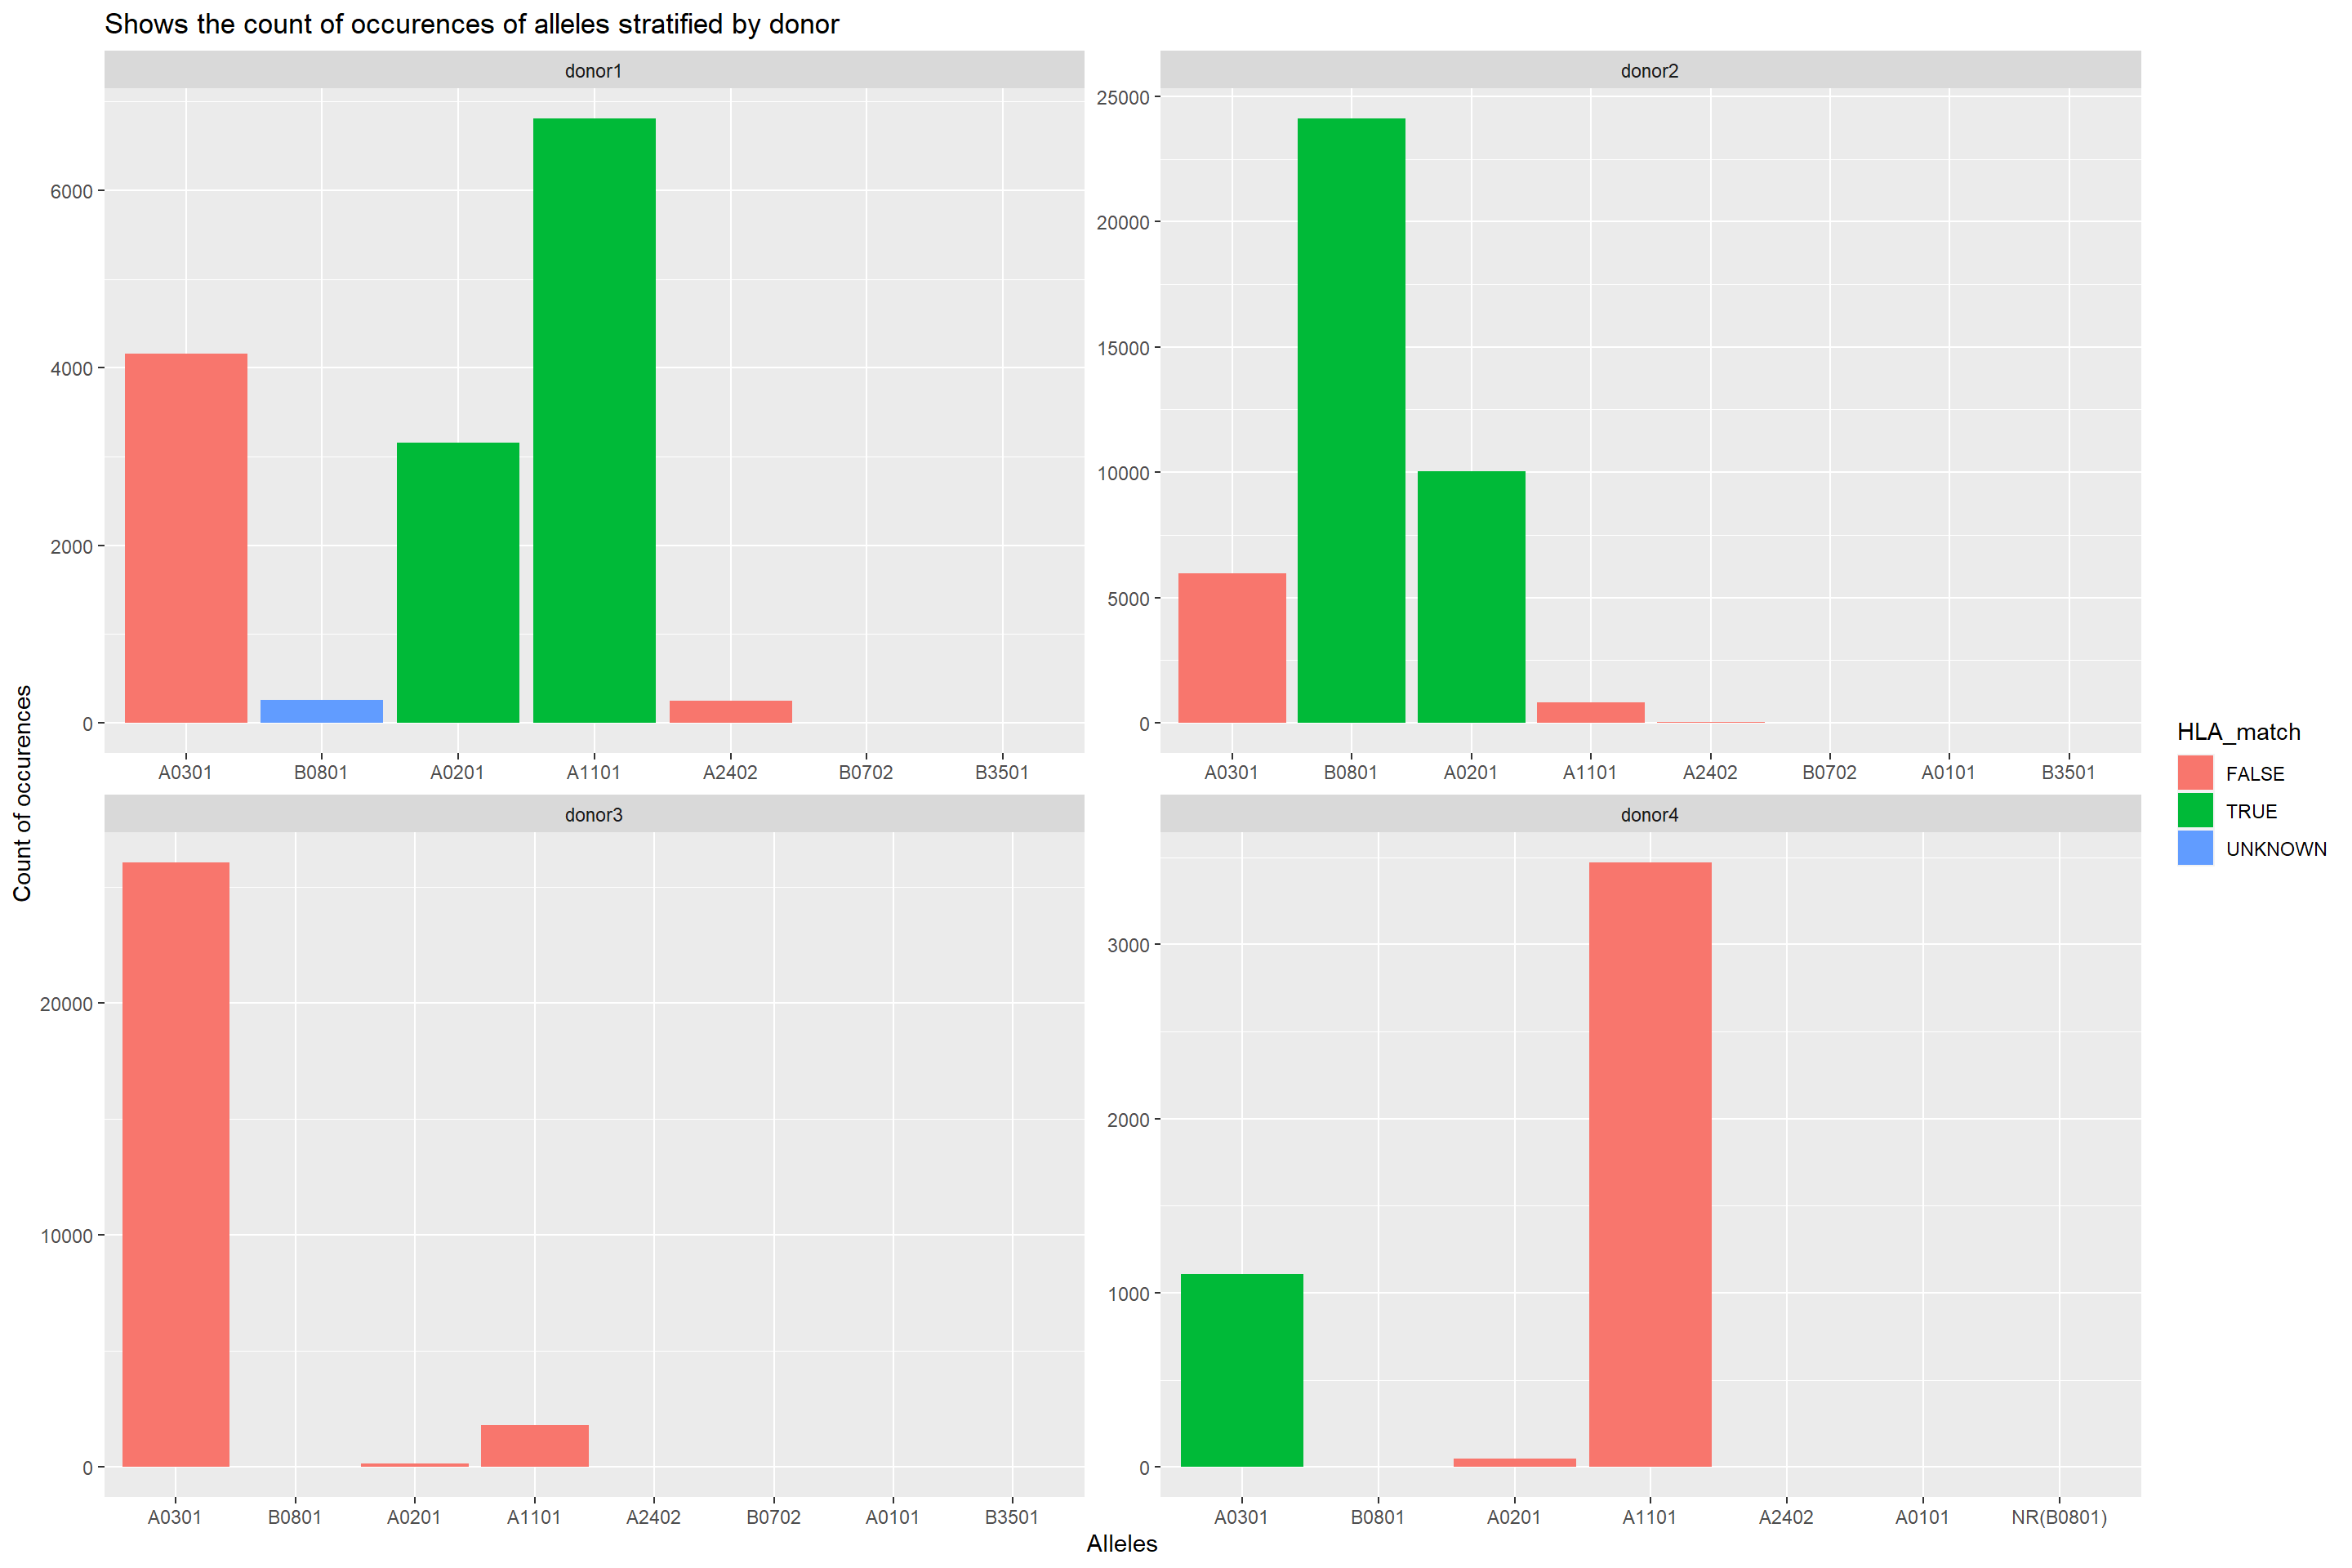 Shows the count of occurences of alleles stratified by donor
donor1
6000
4000
2000
0
A0301 B0801 A0201 A1101 A2402 B0702 B3501
donor2
25000
20000
15000
10000
5000
0
A0301 B0801 A0201 A1101 A2402 B0702 A0101 B3501
donor3
20000
10000
0
A0301 B0801 A0201 A1101 A2402 B0702 A0101 B3501
donor4
3000
2000
1000
0
A0301 B0801 A0201 A1101 A2402 A0101 NR(B0801)
Count of occurences
Alleles
HLA_match
FALSE
TRUE
UNKNOWN